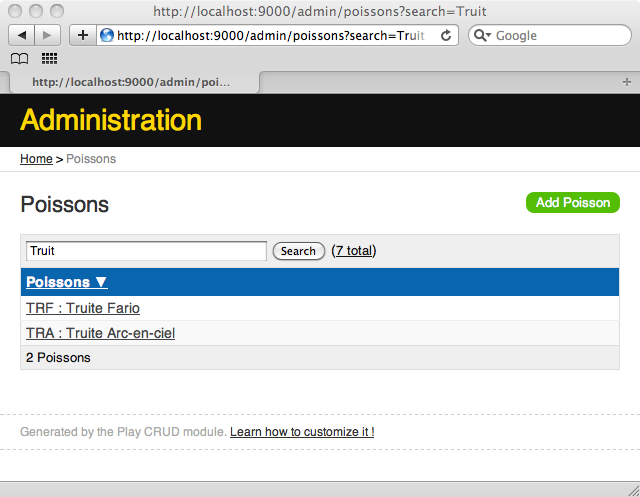 http://localhost:9000/admin/poissons?search=Truit
http://localhost:9000/admin/poissons?search=Truit
Google
http://localhost:9000/admin/poi...
Administration
Home > Poissons
Poissons
Add Poisson
Truit
Search
(7 total)
Poissons ▼
TRF : Truite Fario
TRA : Truite Arc-en-ciel
2 Poissons
Generated by the Play CRUD module. Learn how to customize it !